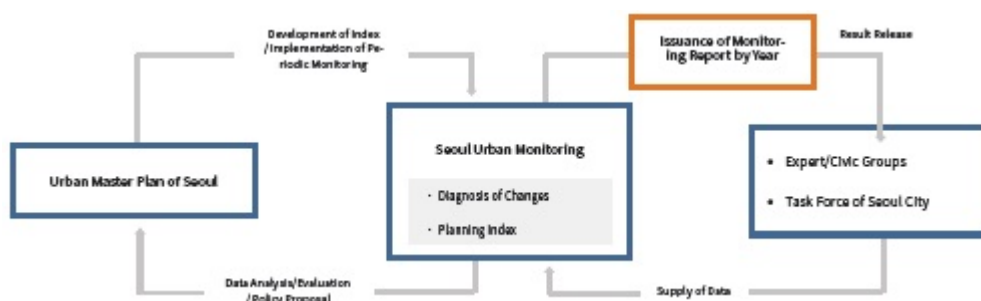 Development of Index
/Implementation of Pe-
riodic Monitoring
Issuance of Monitor-
ing Report by Year
Result Release
Urban Master Plan of Seoul
Seoul Urban Monitoring
· Diagnosis of Changes
· Planning Index
• Expert/Civic Groups
• Task Force of Seoul City
Data Analysis/Evaluation
/Policy Proposal
Supply of Data